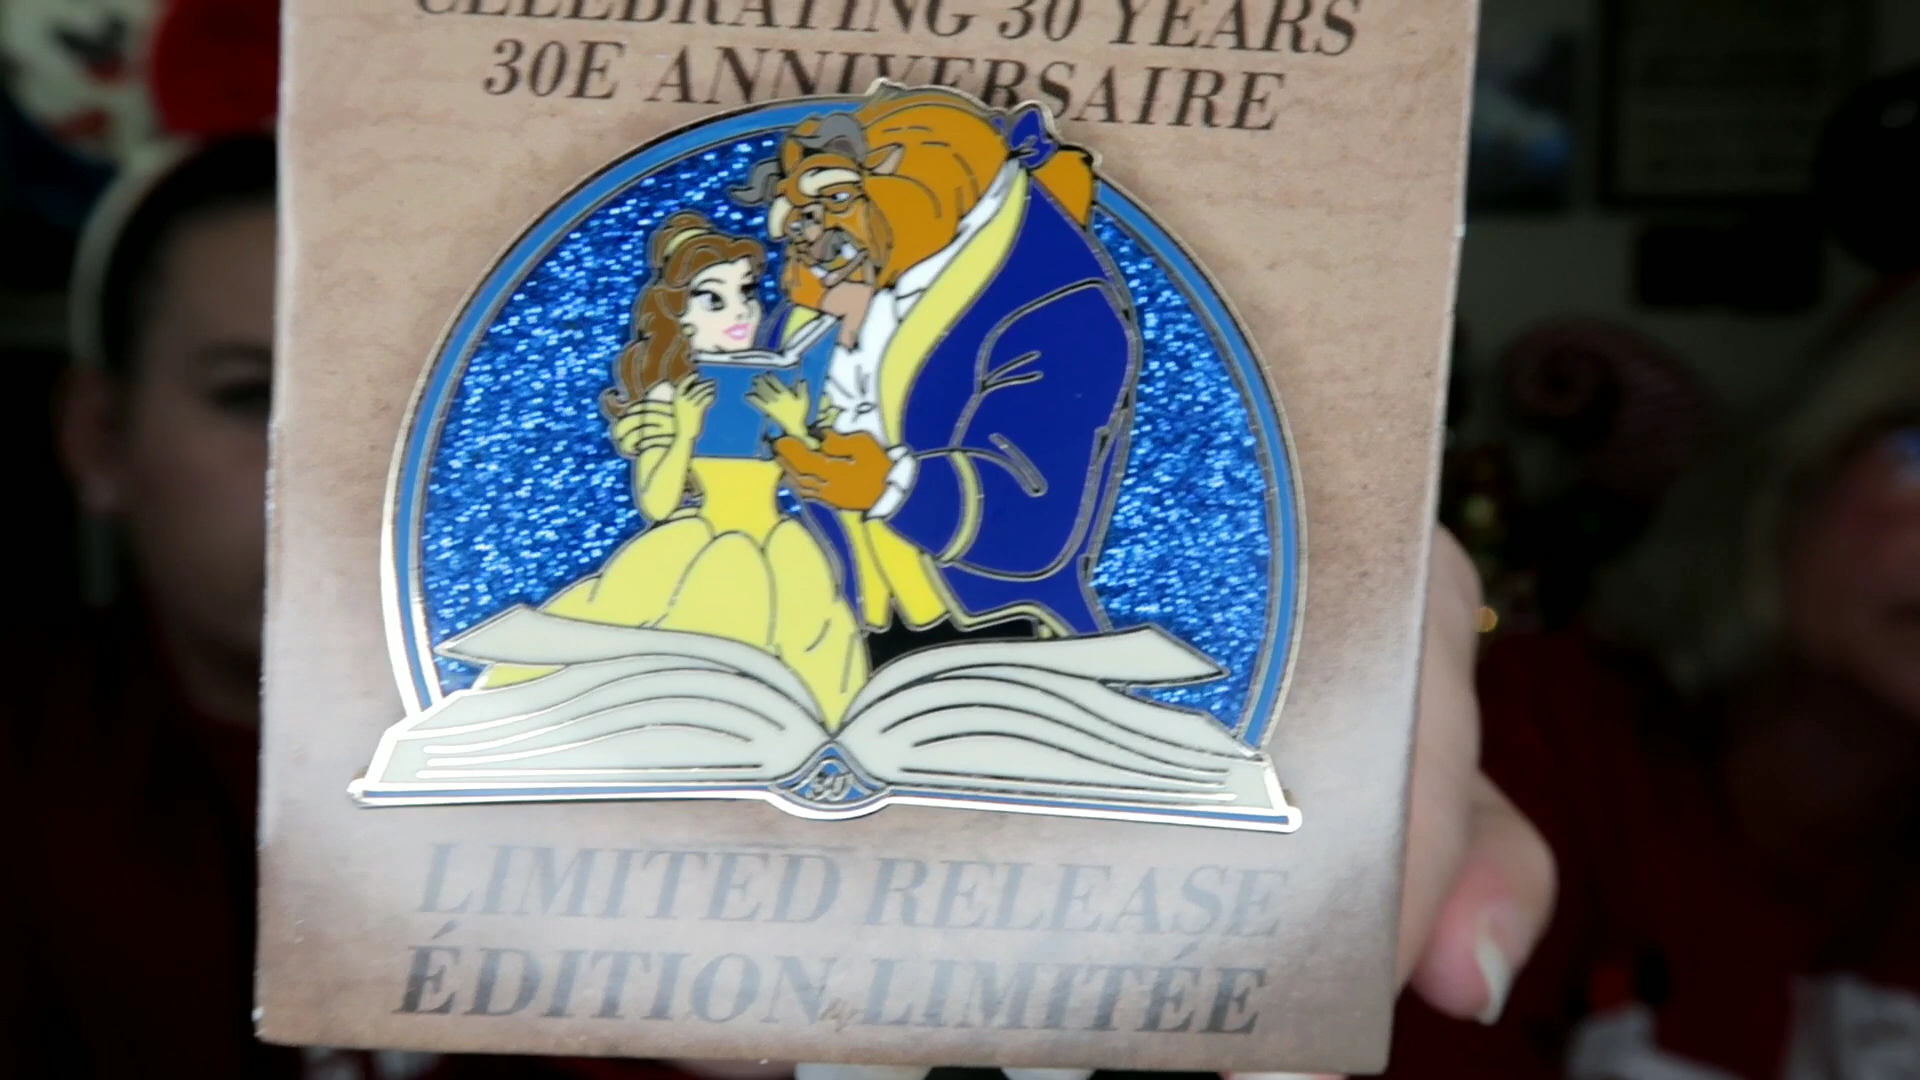 CELEBRATING 30 YEARS
30E ANNIVERSAIRE
30
LIMITED RELEASE
ÉDITION LIMITÉE